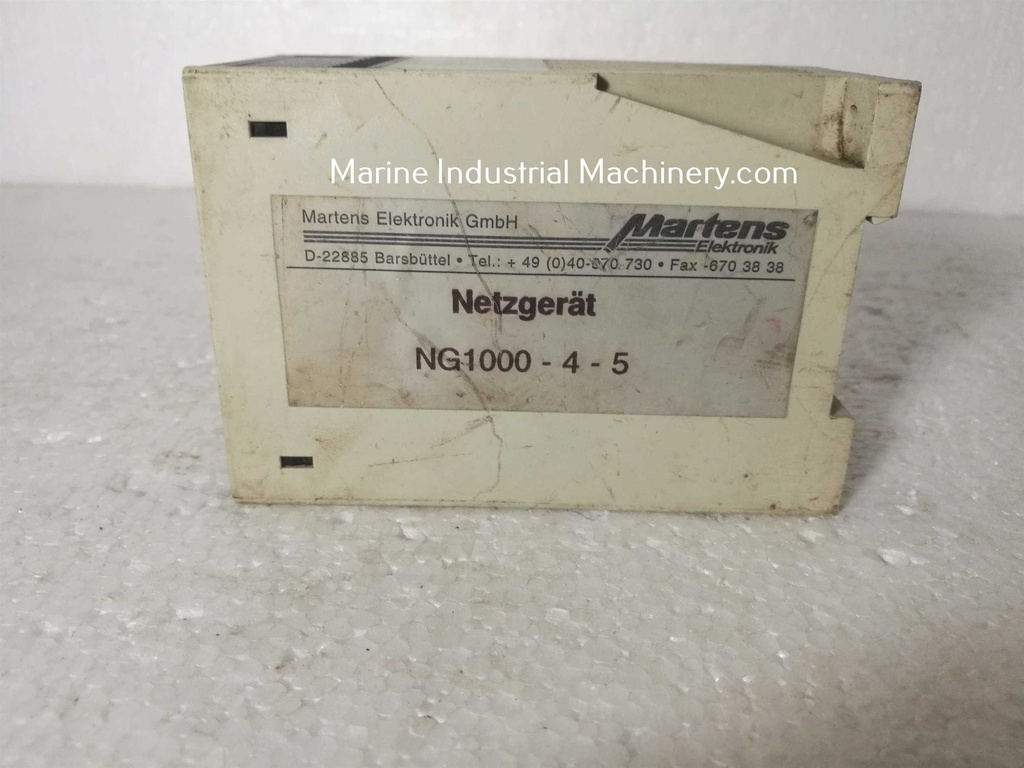 Marine Industrial Machinery.com
Martens Elektronik GmbH
Martens
Elektronik
D-22885 Barsbüttel • Tel.: + 49 (0)40-670 730 • Fax -670 38 38
Netzgerät
NG1000 - 4 - 5